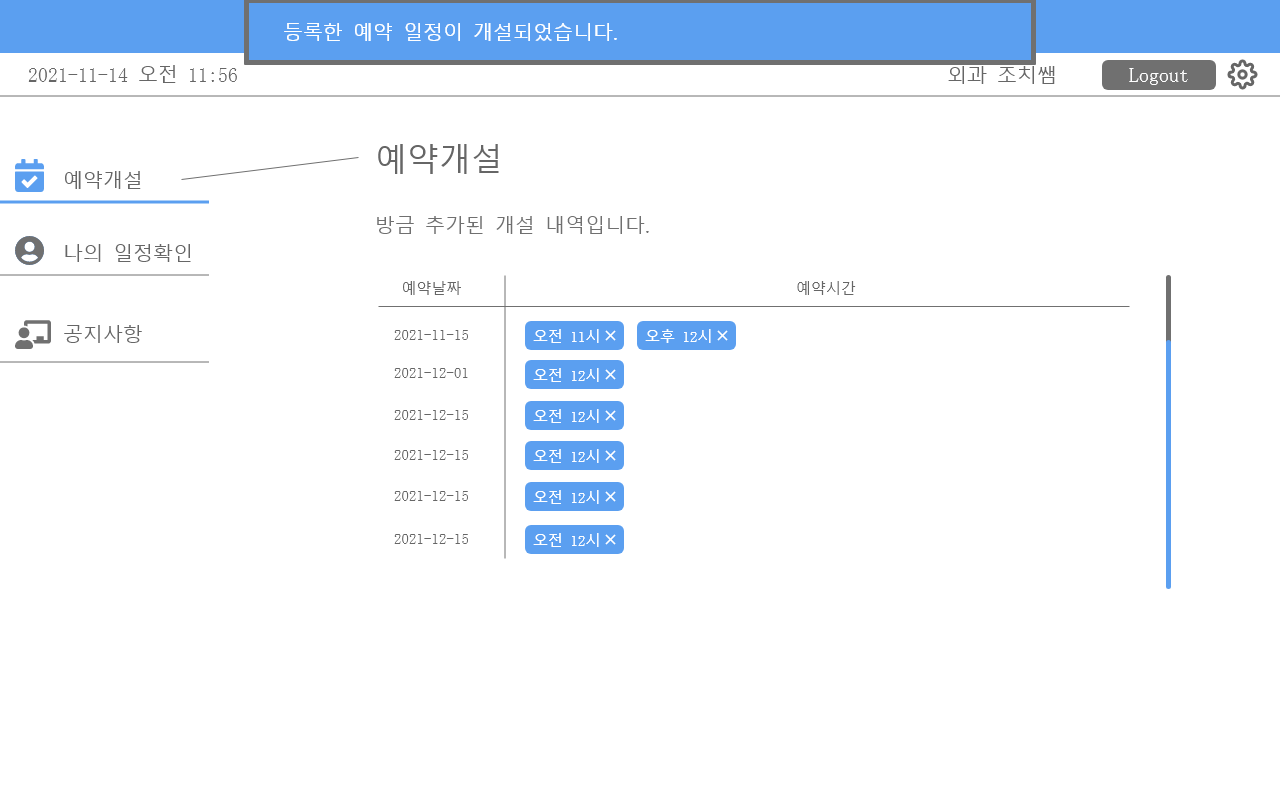 등록한 예약 일정이 개설되었습니다.
2021-11-14 오전 11:56
외과 조치쌤
Logout
예약개설
나의 일정확인
공지사항
예약개설
방금 추가된 개설 내역입니다.
예약날짜 예약시간
2021-11-15 오전 11시× 오후 12시×
2021-12-01 오전 12시×
2021-12-15 오전 12시×
2021-12-15 오전 12시×
2021-12-15 오전 12시×
2021-12-15 오전 12시×